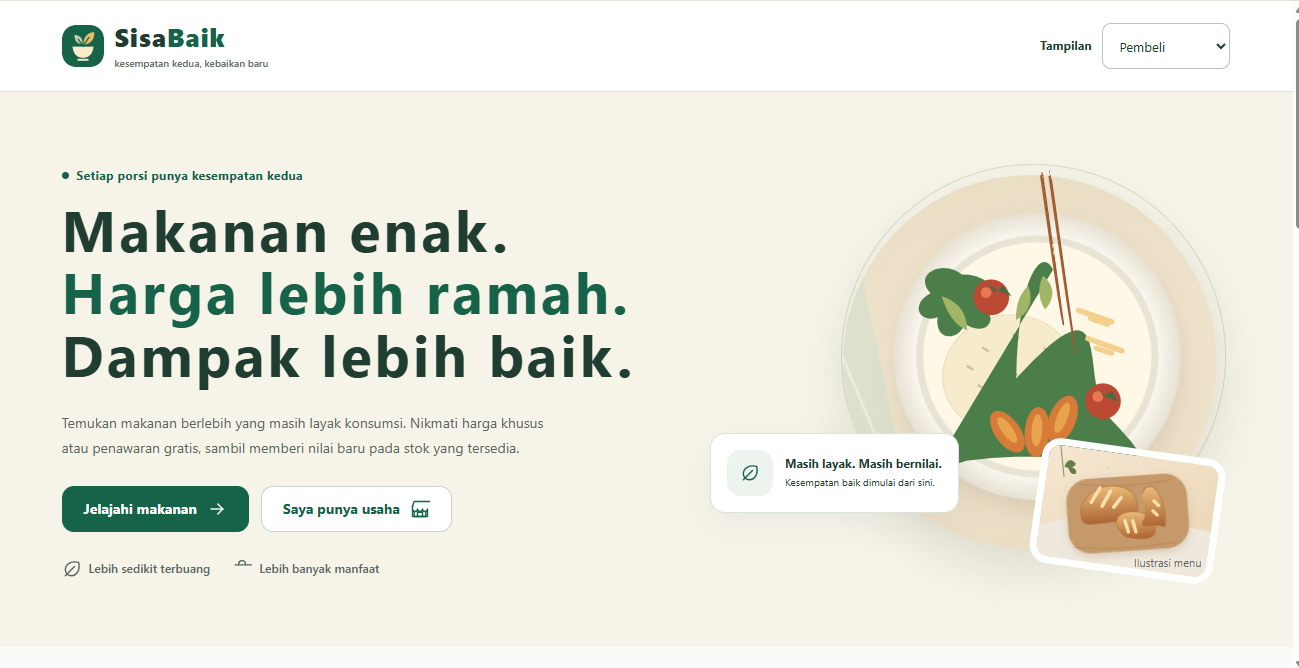 SisaBaik
kesempatan kedua, kebaikan baru
Tampilan
Pembeli
Setiap porsi punya kesempatan kedua
Makanan enak.
Harga lebih ramah.
Dampak lebih baik.
Temukan makanan berlebih yang masih layak konsumsi. Nikmati harga khusus
atau penawaran gratis, sambil memberi nilai baru pada stok yang tersedia.
Jelajahi makanan
Saya punya usaha
Lebih sedikit terbuang
Lebih banyak manfaat
Masih layak. Masih bernilai.
Kesempatan baik dimulai dari sini.
Ilustrasi menu